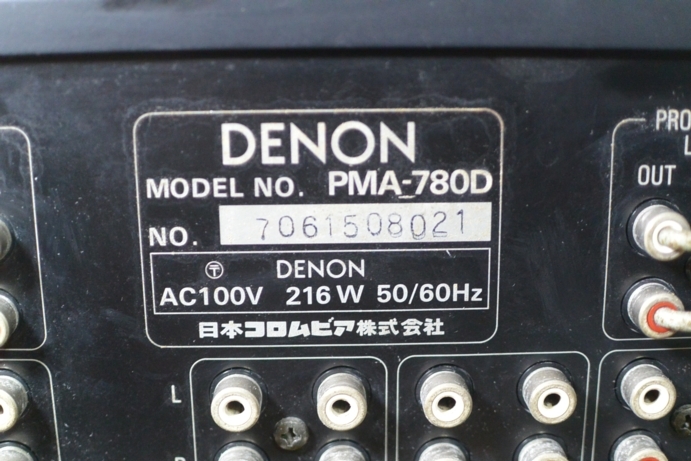 DENON
MODEL NO. PMA-780D
NO. 7061508021
〒 DENON
AC100V 216W 50/60Hz
日本コロムビア株式会社
PRO
L
OUT
L